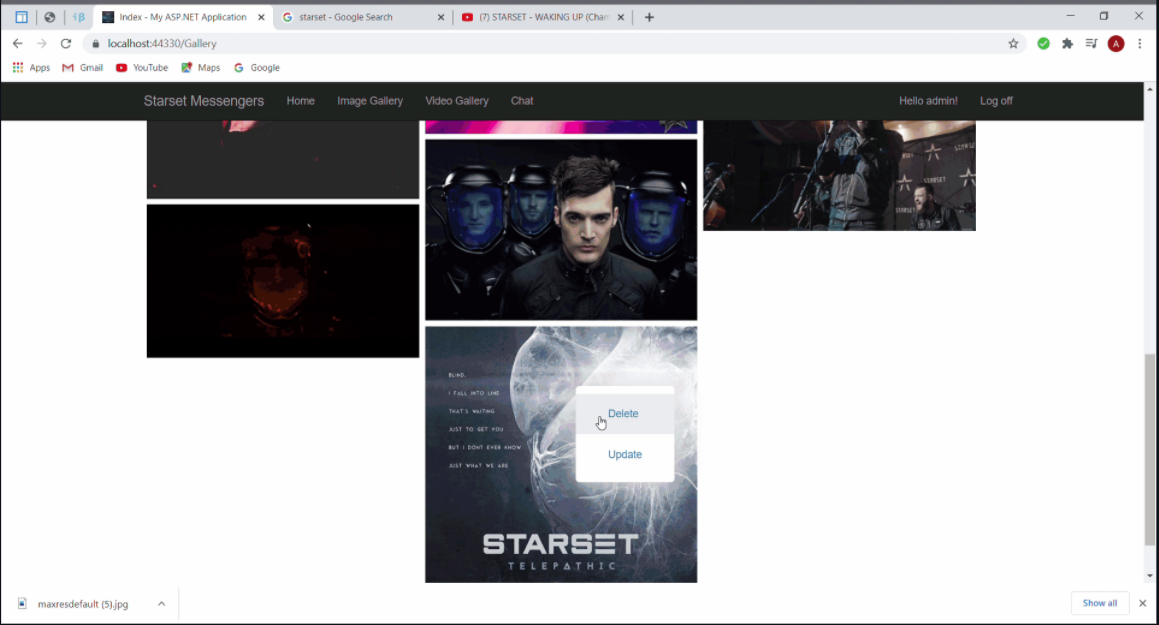 Index - My ASP.NET Application
starset - Google Search
(7) STARSET - WAKING UP (Cham
localhost:44330/Gallery
Apps
Gmail
YouTube
Maps
Google
Starset Messengers
Home
Image Gallery
Video Gallery
Chat
Hello admin!
Log off
STARSET
STARSET
BLIND,
I FALL INTO LINE
THAT'S WAITING
JUST TO GET YOU
BUT I DONT EVER KNOW
JUST WHAT WE ARE
Delete
Update
STARSET
TELEPATHIC
maxresdefault (5).jpg
Show all